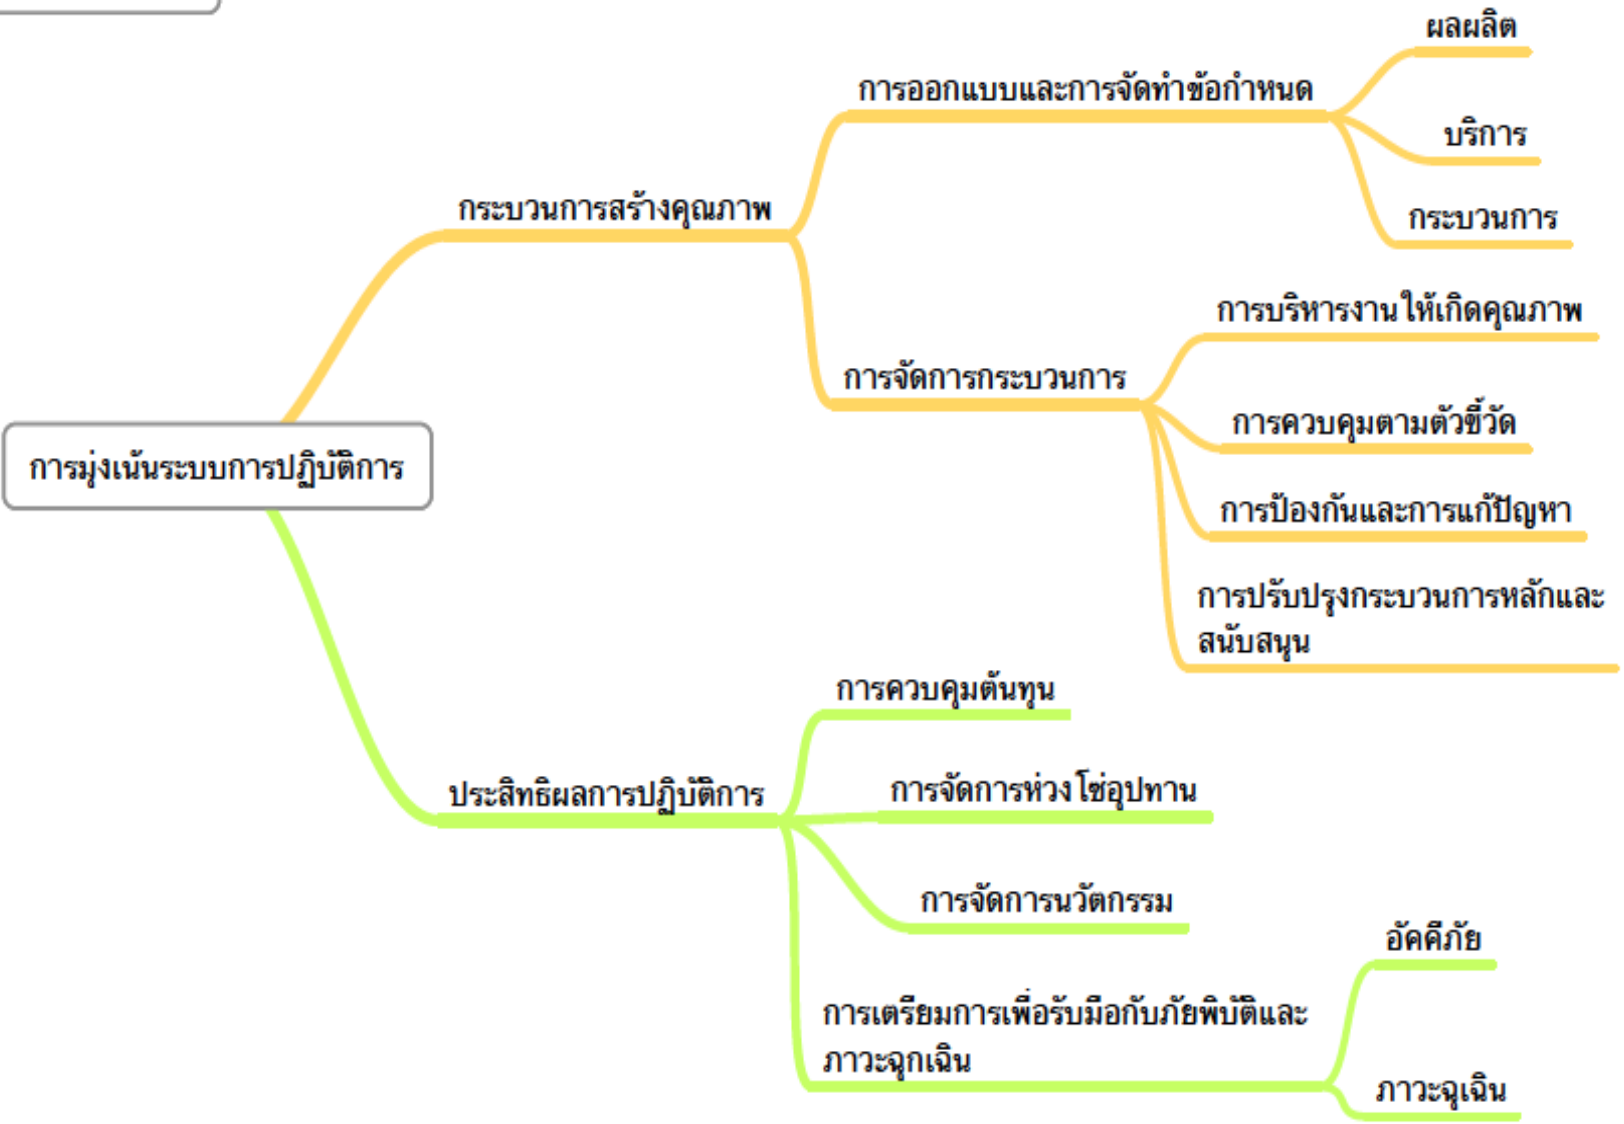 การมุ่งเน้นระบบการปฏิบัติการ
กระบวนการสร้างคุณภาพ
การออกแบบและการจัดทำข้อกำหนด
ผลผลิต
บริการ
กระบวนการ
การจัดการกระบวนการ
การบริหารงานให้เกิดคุณภาพ
การควบคุมตามตัวชี้วัด
การป้องกันและการแก้ปัญหา
การปรับปรุงกระบวนการหลักและ
สนับสนูน
ประสิทธิผลการปฏิบัติการ
การควบคุมต้นทุน
การจัดการห่วงโซ่อุปทาน
การจัดการนวัตกรรม
การเตรียมการเพื่อรับมือกับภัยพิบัติและ
ภาวะฉุกเฉิน
อัคคีภัย
ภาวะฉุเฉิน